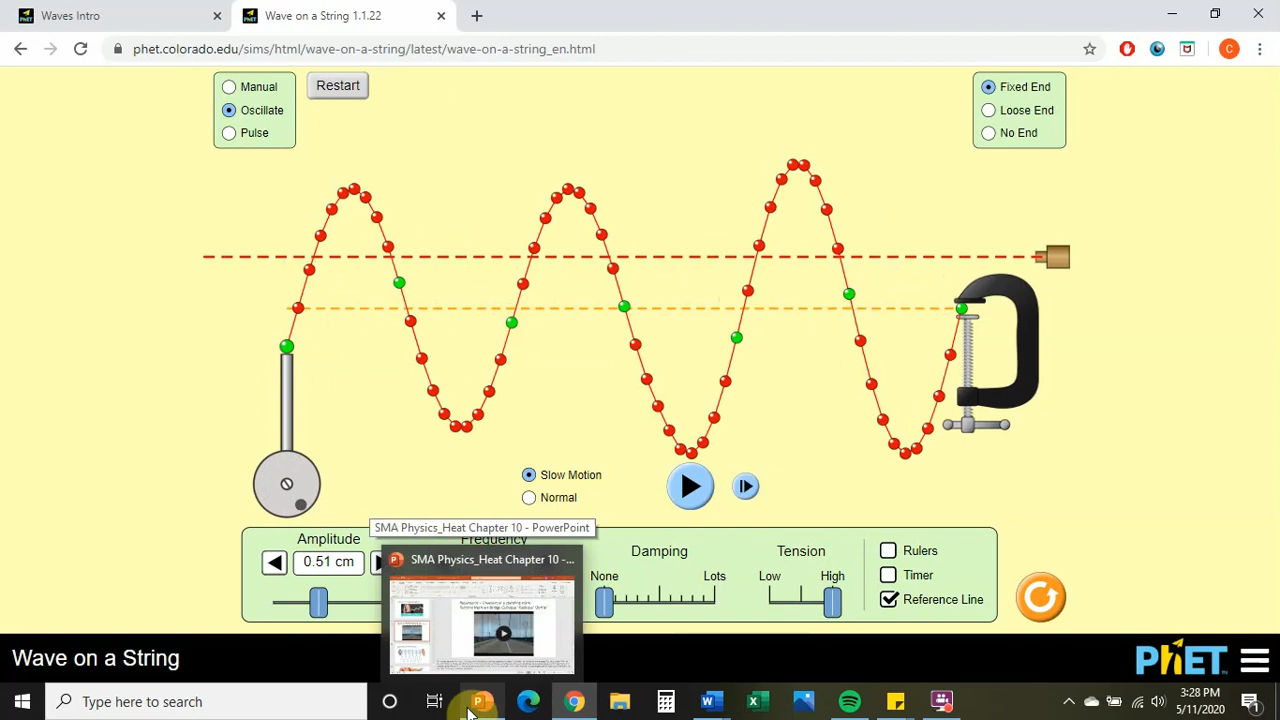 Waves Intro
Wave on a String 1.1.22
phet.colorado.edu/sims/html/wave-on-a-string/latest/wave-on-a-string_en.html
C
Manual
Oscillate
Pulse
Restart
Fixed End
Loose End
No End
Slow Motion
Normal
SMA Physics_Heat Chapter 10 - PowerPoint
Amplitude
Frequency
0.51 cm
SMA Physics_Heat Chapter 10 -...
Damping
None
Lots
Tension
Low
High
Rulers
Timer
Reference Line
Wave on a String
PhET
Type here to search
3:28 PM
5/11/2020
1